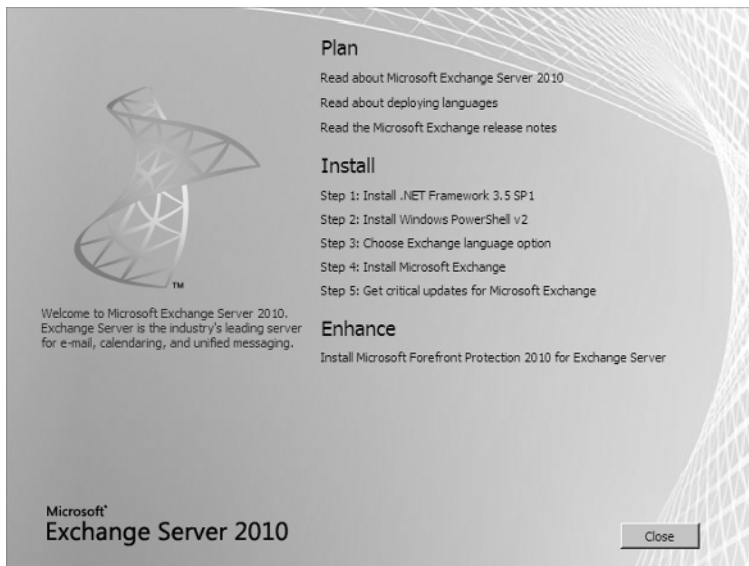 Plan
Read about Microsoft Exchange Server 2010
Read about deploying languages
Read the Microsoft Exchange release notes
Install
Step 1: Install .NET Framework 3.5 SP1
Step 2: Install Windows PowerShell v2
Step 3: Choose Exchange language option
Step 4: Install Microsoft Exchange
Step 5: Get critical updates for Microsoft Exchange
Enhance
Install Microsoft Forefront Protection 2010 for Exchange Server
TM
Welcome to Microsoft Exchange Server 2010.
Exchange Server is the industry's leading server
for e-mail, calendaring, and unified messaging.
Microsoft
Exchange Server 2010
Close